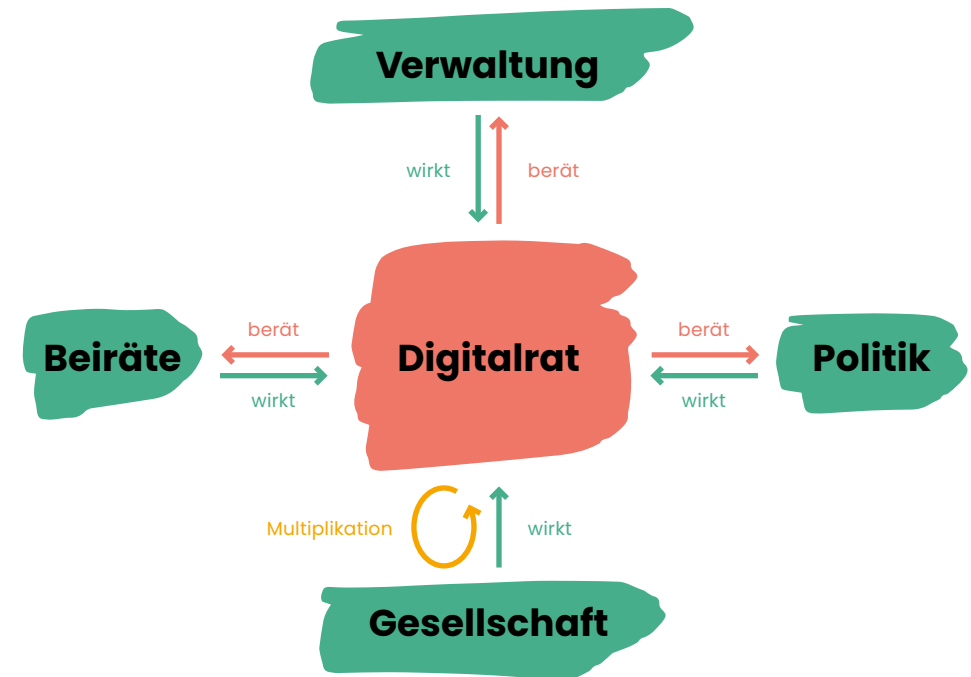 Verwaltung
wirkt
berät
berät
berät
Beiräte
Digitalrat
Politik
wirkt
wirkt
Multiplikation
wirkt
Gesellschaft